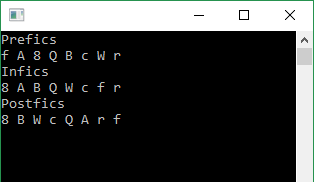 Prefics
f A 8 Q B c W r
Infics
8 A B Q W c f r
Postfics
8 B W c Q A r f